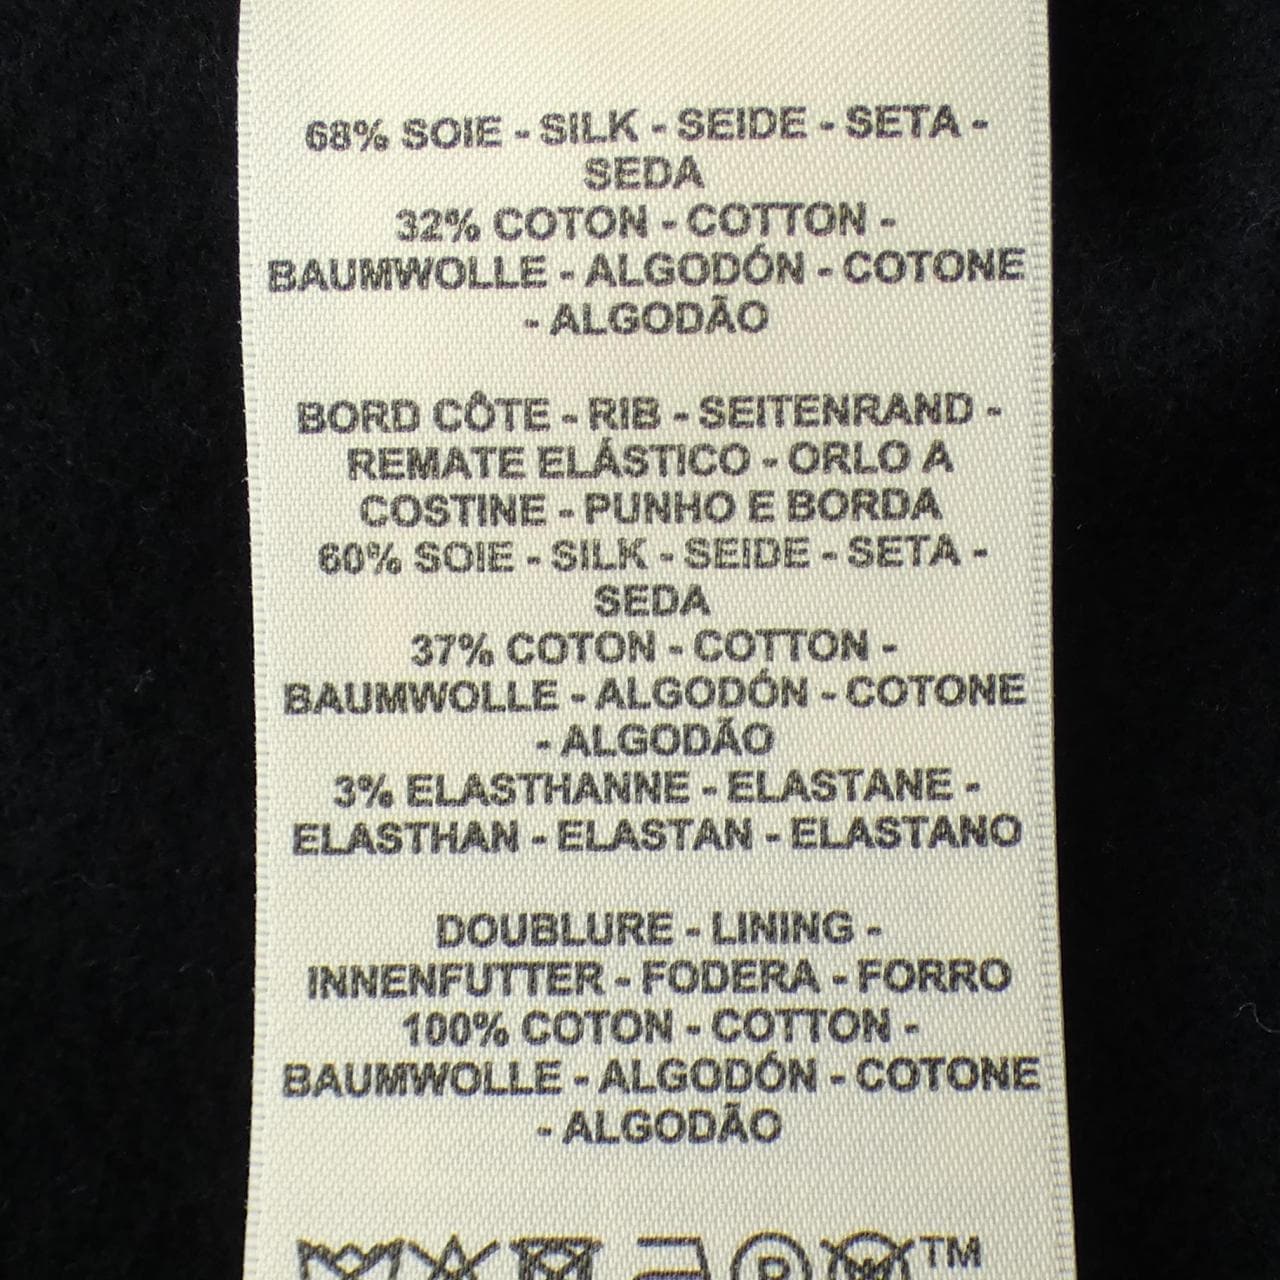 68% SOIE - SILK - SEIDE - SETA -
SEDA
32% COTON - COTTON -
BAUMWOLLE - ALGODÓN - COTONE
- ALGODÃO
BORD CÔTE - RIB - SEITENRAND -
REMATE ELÁSTICO - ORLO A
COSTINE - PUNHO E BORDA
60% SOIE - SILK - SEIDE - SETA -
SEDA
37% COTON - COTTON -
BAUMWOLLE - ALGODÓN - COTONE
- ALGODÃO
3% ELASTHANNE - ELASTANE -
ELASTHAN - ELASTAN - ELASTANO
DOUBLURE - LINING -
INNENFUTTER - FODERA - FORRO
100% COTON - COTTON -
BAUMWOLLE - ALGODÓN - COTONE
- ALGODÃO
P W TM